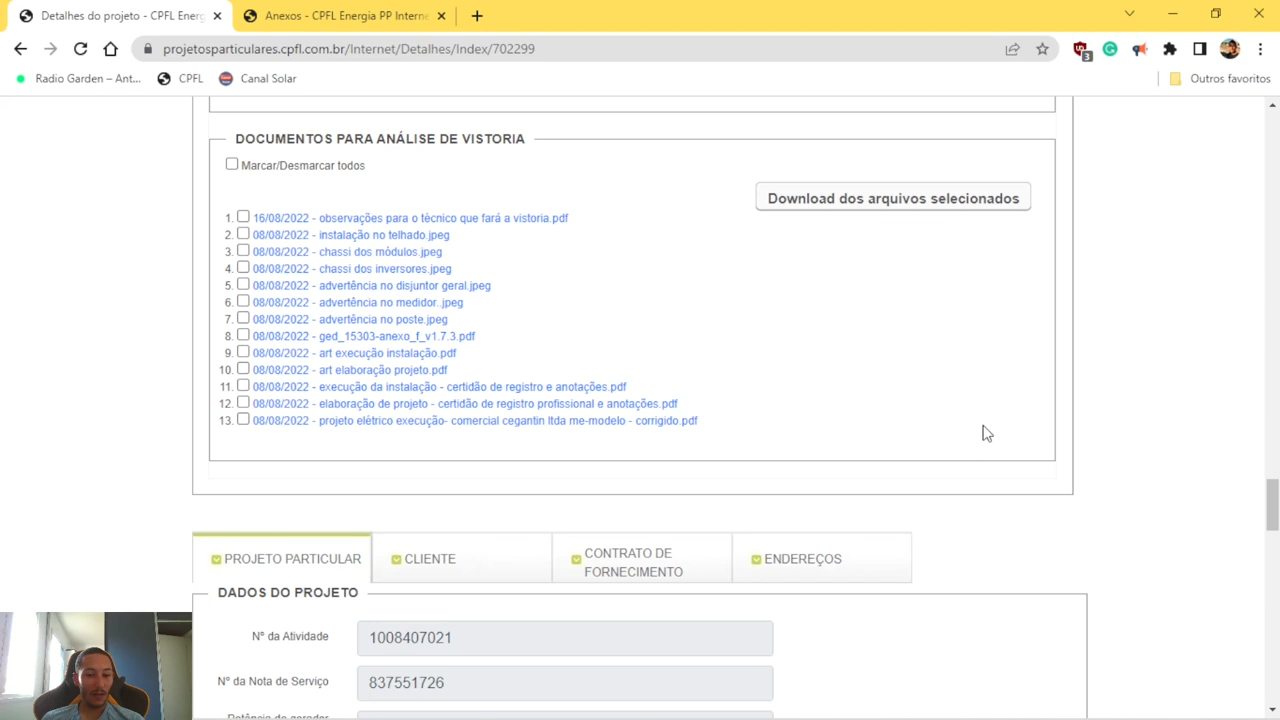 Detalhes do projeto - CPFL Energ
Anexos - CPFL Energia PP Interne
projetosparticulares.cpfl.com.br/Internet/Detalhes/Index/702299
3
Radio Garden – Ant...
CPFL
Canal Solar
Outros favoritos
DOCUMENTOS PARA ANÁLISE DE VISTORIA
Marcar/Desmarcar todos
Download dos arquivos selecionados
1. 16/08/2022 - observações para o técnico que fará a vistoria.pdf
2. 08/08/2022 - instalação no telhado.jpeg
3. 08/08/2022 - chassi dos módulos.jpeg
4. 08/08/2022 - chassi dos inversores.jpeg
5. 08/08/2022 - advertência no disjuntor geral.jpeg
6. 08/08/2022 - advertência no medidor..jpeg
7. 08/08/2022 - advertência no poste.jpeg
8. 08/08/2022 - ged_15303-anexo_f_v1.7.3.pdf
9. 08/08/2022 - art execução instalação.pdf
10. 08/08/2022 - art elaboração projeto.pdf
11. 08/08/2022 - execução da instalação - certidão de registro e anotações.pdf
12. 08/08/2022 - elaboração de projeto - certidão de registro profissional e anotações.pdf
13. 08/08/2022 - projeto elétrico execução- comercial cegantin ltda me-modelo - corrigido.pdf
PROJETO PARTICULAR
CLIENTE
CONTRATO DE
FORNECIMENTO
ENDEREÇOS
DADOS DO PROJETO
Nº da Atividade
1008407021
Nº da Nota de Serviço
837551726
Potência do gerador